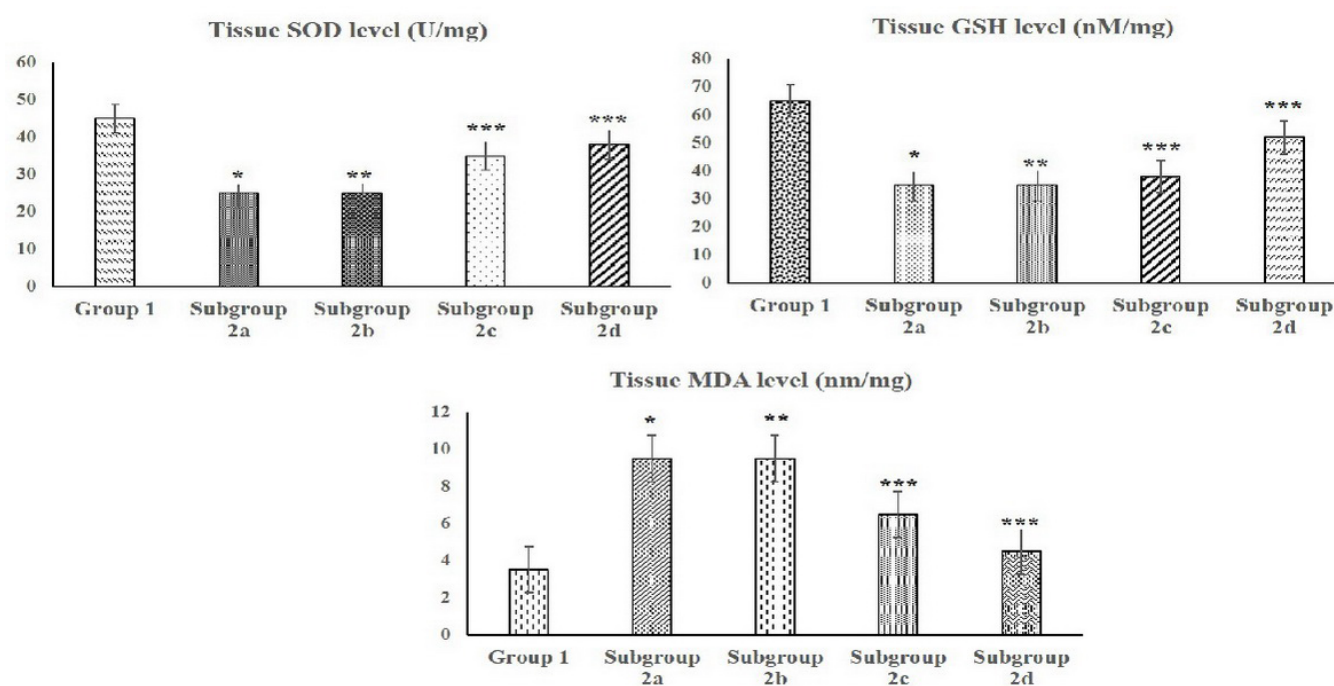 Tissue SOD level (U/mg)
60
50
40
30
20
10
0
*
**
***
***
Group 1
Subgroup 2a
Subgroup 2b
Subgroup 2c
Subgroup 2d
Tissue GSH level (nM/mg)
80
70
60
50
40
30
20
10
0
*
**
***
***
Group 1
Subgroup 2a
Subgroup 2b
Subgroup 2c
Subgroup 2d
Tissue MDA level (nm/mg)
12
10
8
6
4
2
0
*
**
***
***
Group 1
Subgroup 2a
Subgroup 2b
Subgroup 2c
Subgroup 2d